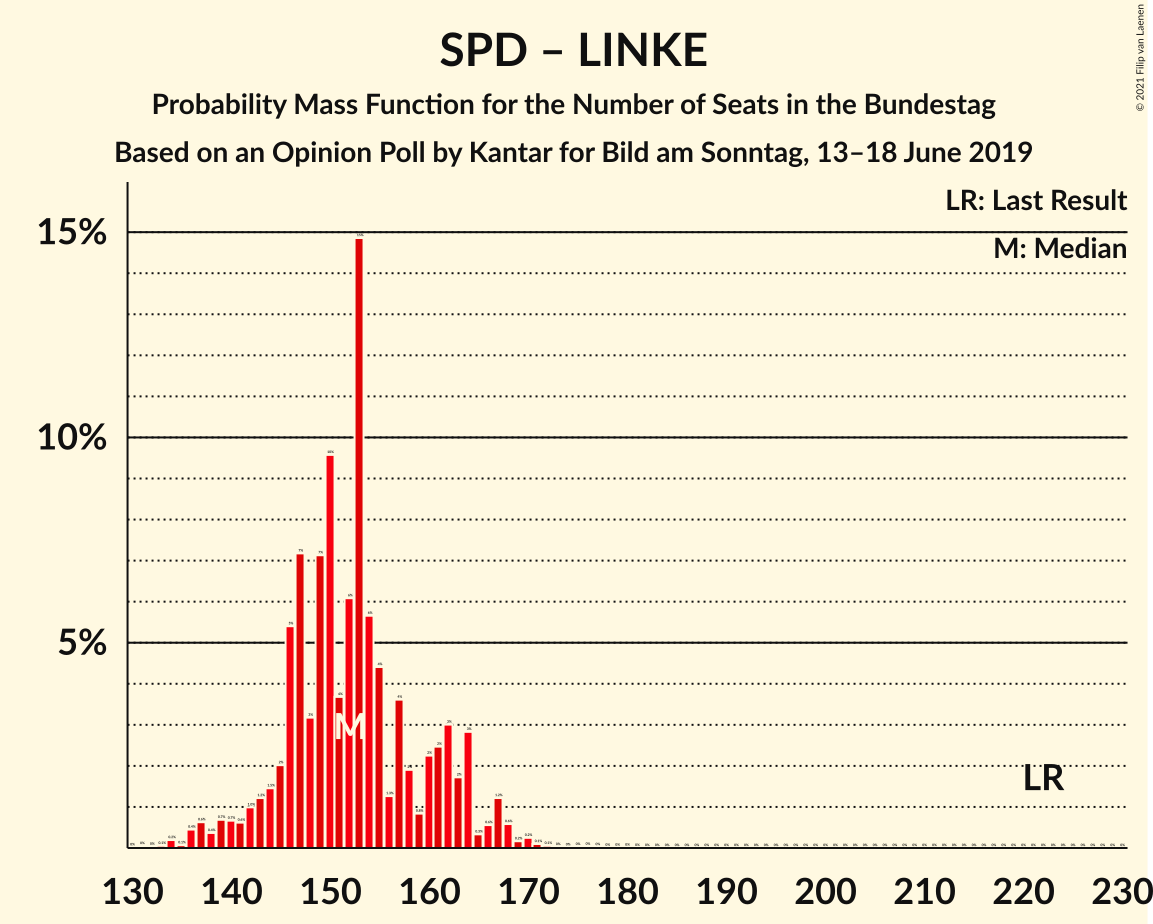 SPD – LINKE
Probability Mass Function for the Number of Seats in the Bundestag
Based on an Opinion Poll by Kantar for Bild am Sonntag, 13–18 June 2019
© 2021 Filip van Laenen
LR: Last Result
M: Median
15%
10%
5%
M
LR
130 140 150 160 170 180 190 200 210 220 230